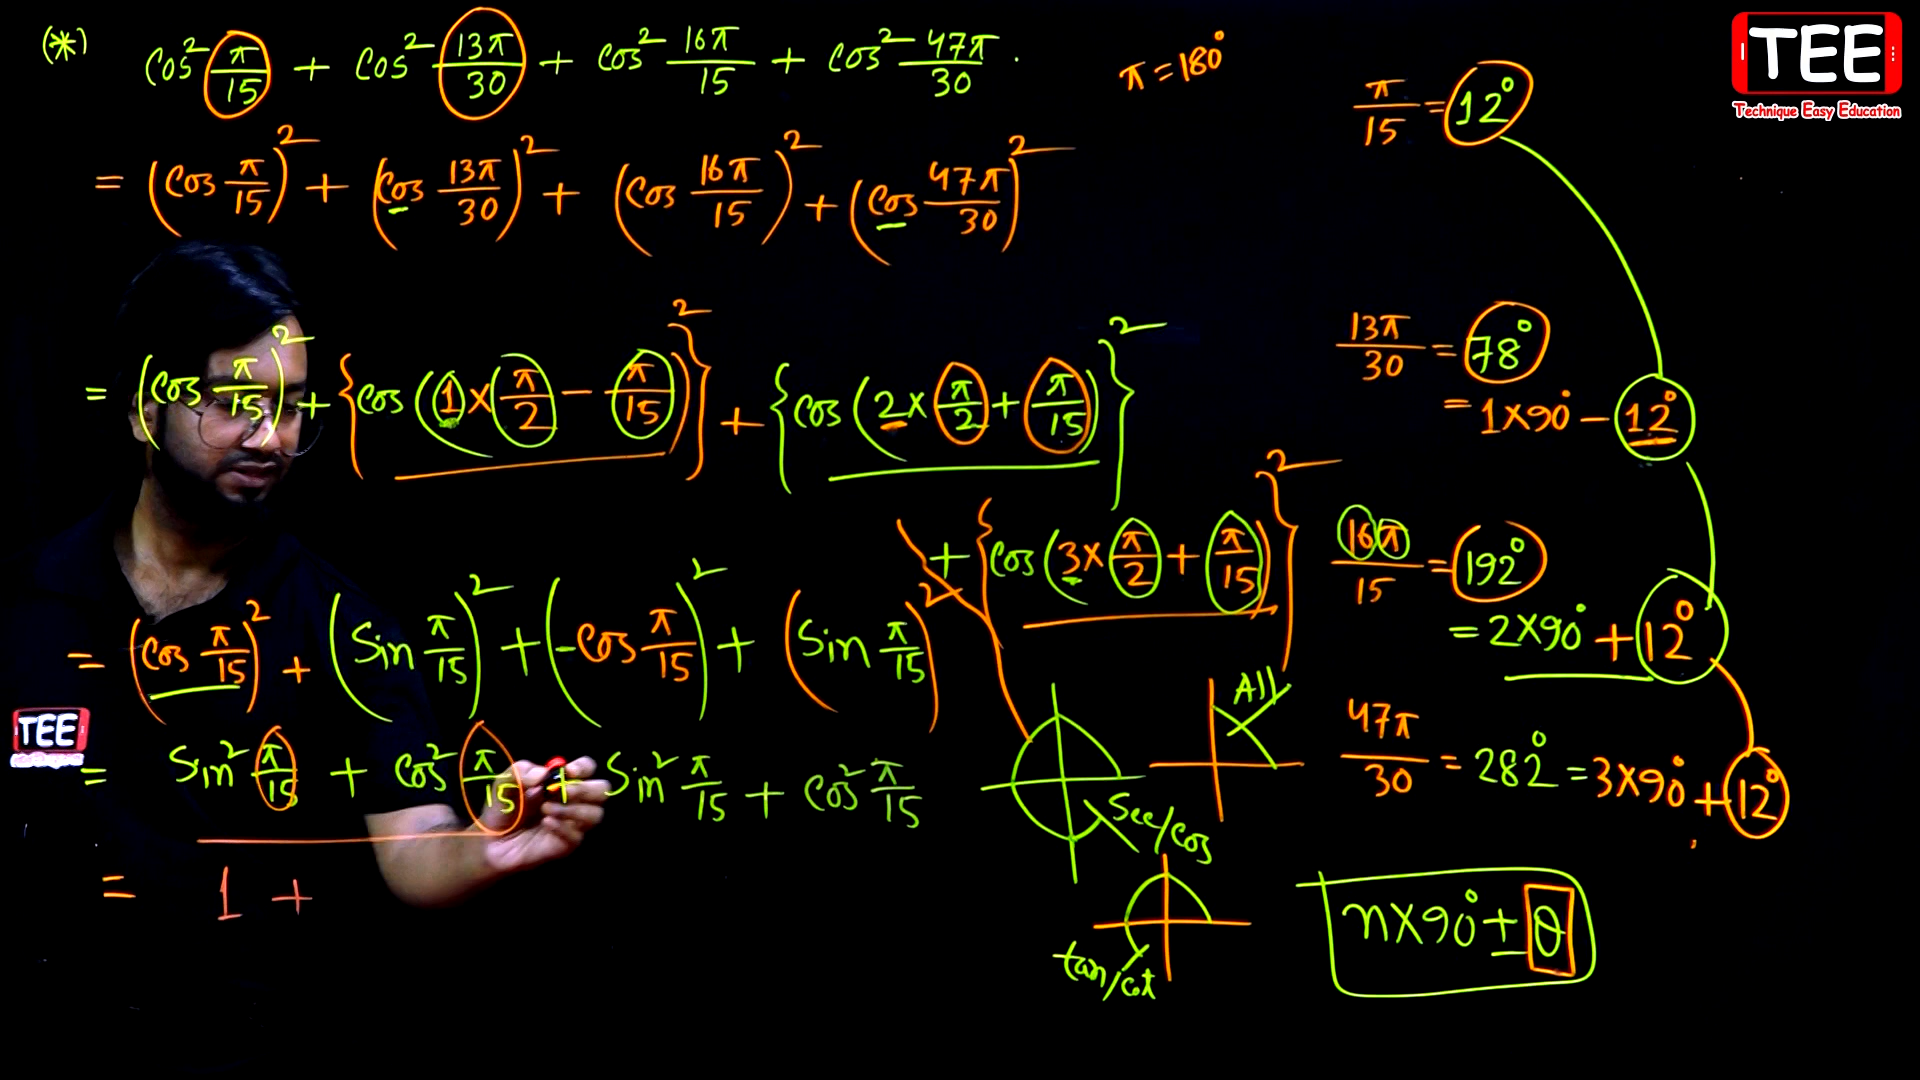 (*) cos² π/15 + cos² 13π/30 + cos² 16π/15 + cos² 47π/30 .
= (cos π/15)² + (cos 13π/30)² + (cos 16π/15)² + (cos 47π/30)²
= (cos π/15)² + {cos (1 × π/2 − π/15)}² + {cos (2 × π/2 + π/15)}²
+ {cos (3 × π/2 + π/15)}²
= (cos π/15)² + (Sin π/15)² + (-cos π/15)² + (Sin π/15)²
= Sin² π/15 + cos² π/15 + Sin² π/15 + cos² π/15
= 1 +
π = 180°
π/15 = 12°
13π/30 = 78°
= 1×90° − 12°
16π/15 = 192°
= 2×90° + 12°
47π/30 = 282° = 3×90° + 12°
All
Sec/cos
tan/cot
n×90° ± θ
TEE
Technique Easy Education
TEE